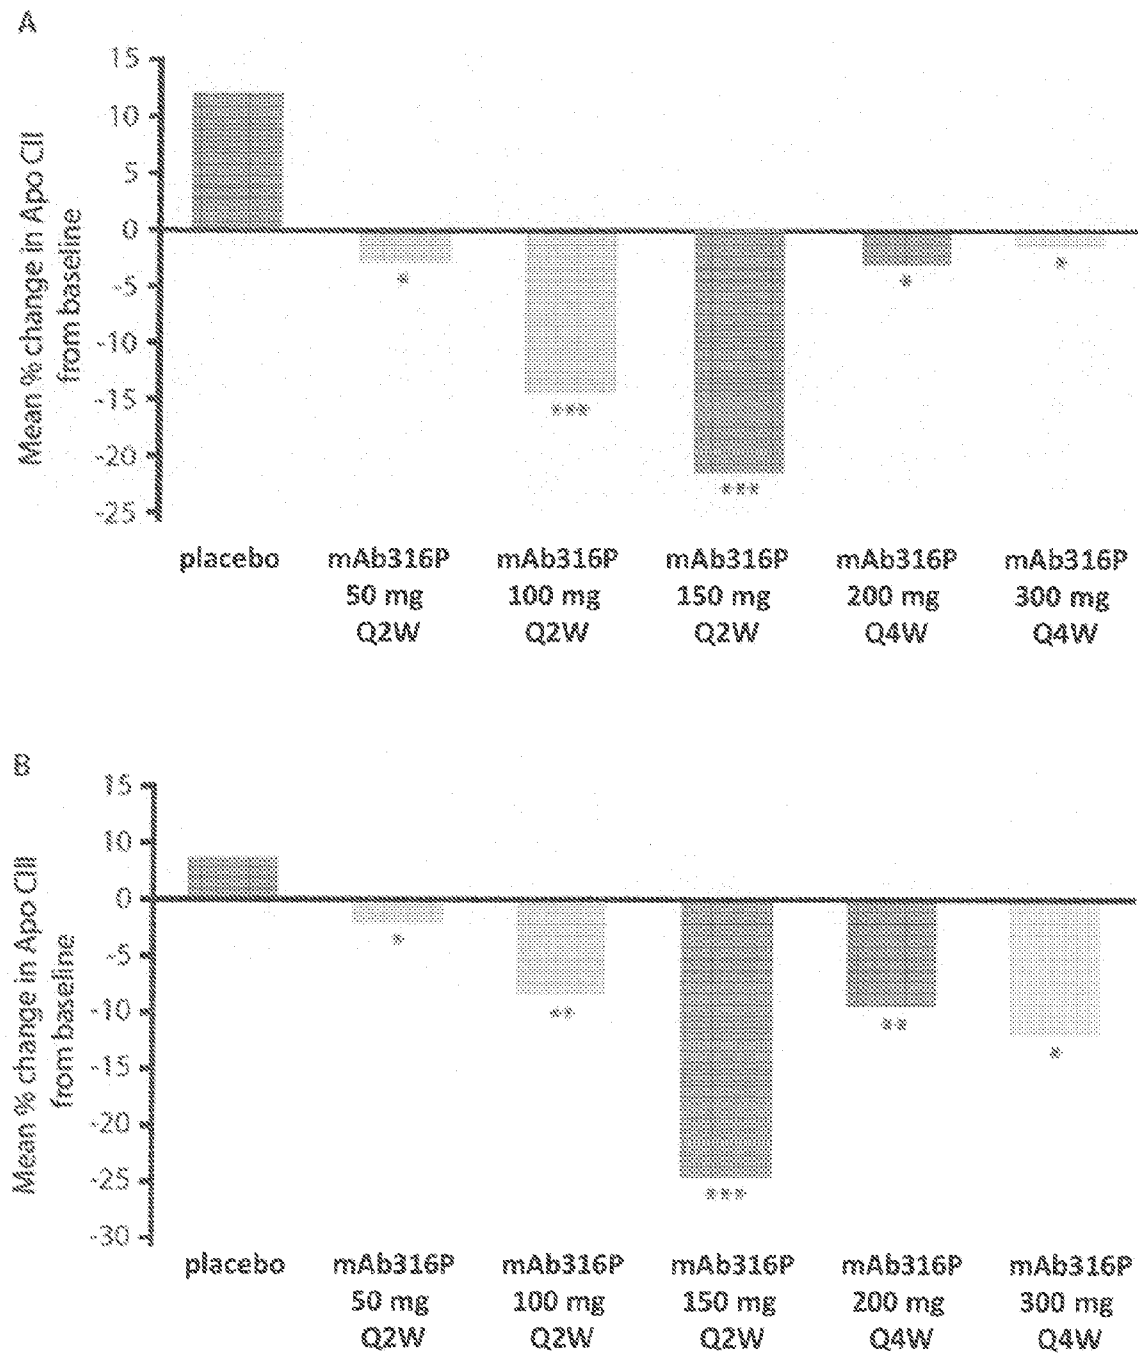 A
Mean % change in Apo CII
from baseline
15
10
5
0
-5
-10
-15
-20
-25
*
***
***
*
*
placebo
mAb316P
50 mg
Q2W
mAb316P
100 mg
Q2W
mAb316P
150 mg
Q2W
mAb316P
200 mg
Q4W
mAb316P
300 mg
Q4W
B
Mean % change in Apo CIII
from baseline
15
10
0
-5
-10
-15
-20
-25
-30
*
**
***
**
*
placebo
mAb316P
50 mg
Q2W
mAb316P
100 mg
Q2W
mAb316P
150 mg
Q2W
mAb316P
200 mg
Q4W
mAb316P
300 mg
Q4W